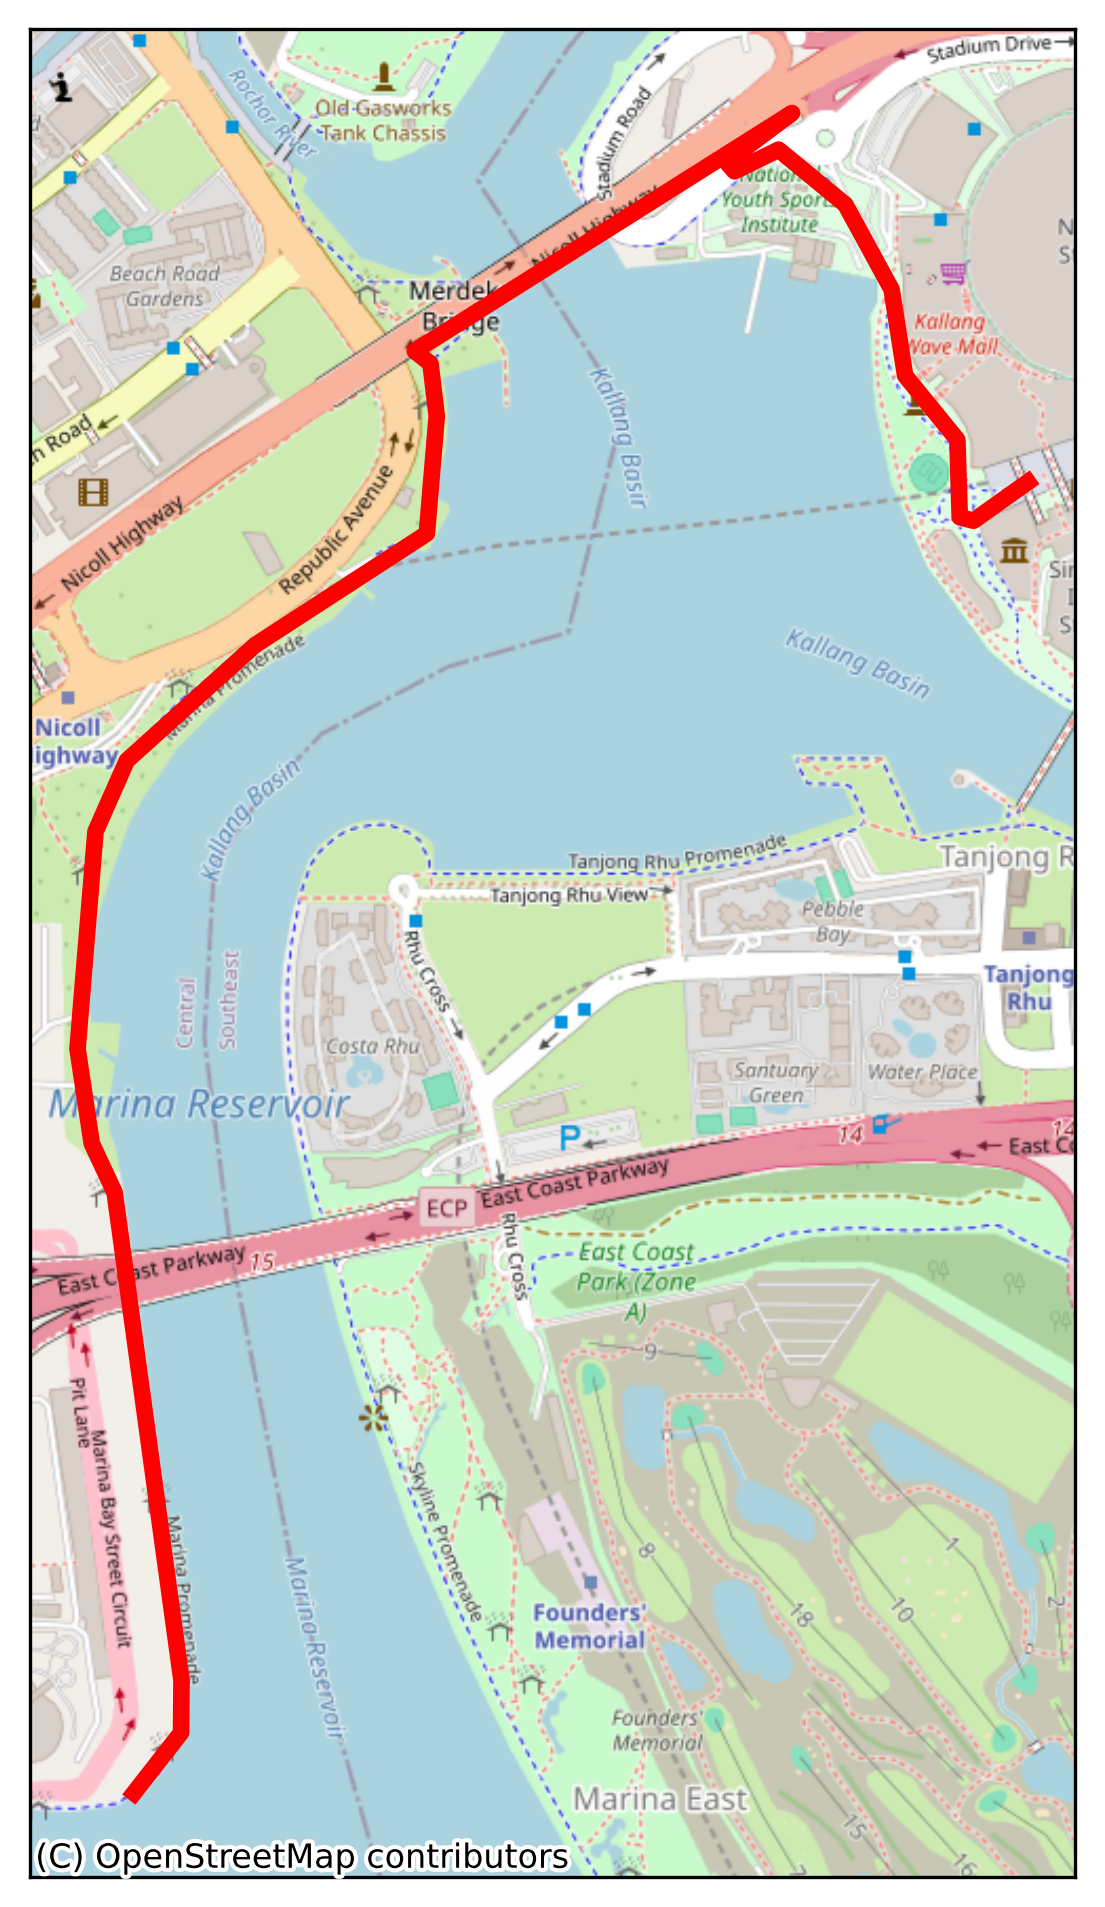 Stadium Drive
Rochor River
Old Gasworks
Tank Chassis
Stadium Road
National
Youth Sports
Institute
Nicoll Highway
Beach Road
Gardens
Merdek
Bridge
Kallang
Wave Mall
Kallang Basin
Road
Nicoll Highway
Republic Avenue
Marina Promenade
Kallang Basin
Nicoll
ighway
Kallang Basin
Tanjong Rhu Promenade
Tanjong R
Tanjong Rhu View
Pebble
Bay
Rhu Cross
Central
Southeast
Tanjong
Rhu
Costa Rhu
Santuary
Green
Water Place
Marina Reservoir
P
14
14
East Co
East Coast Parkway
ECP
Rhu Cross
East Coast Parkway
15
East Coast
Park (Zone
A)
9
Pit Lane
Marina Bay Street Circuit
Skyline Promenade
Marina Promenade
Marina Reservoir
8
1
18
10
2
Founders'
Memorial
Founders'
Memorial
Marina East
15
16
7
(C) OpenStreetMap contributors